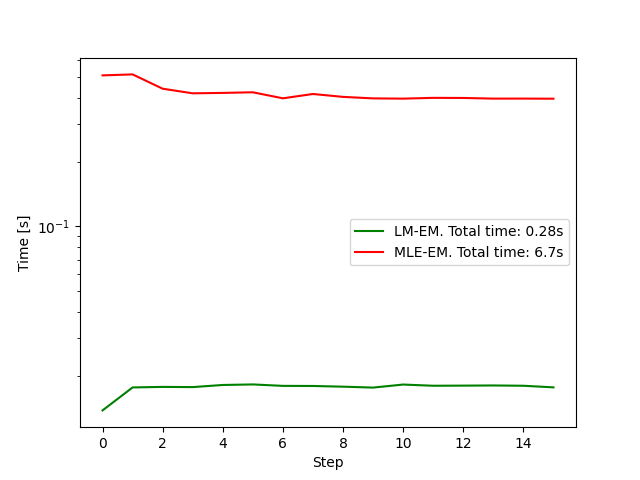 Time [s]
10⁻¹
LM-EM. Total time: 0.28s
MLE-EM. Total time: 6.7s
0 2 4 6 8 10 12 14
Step